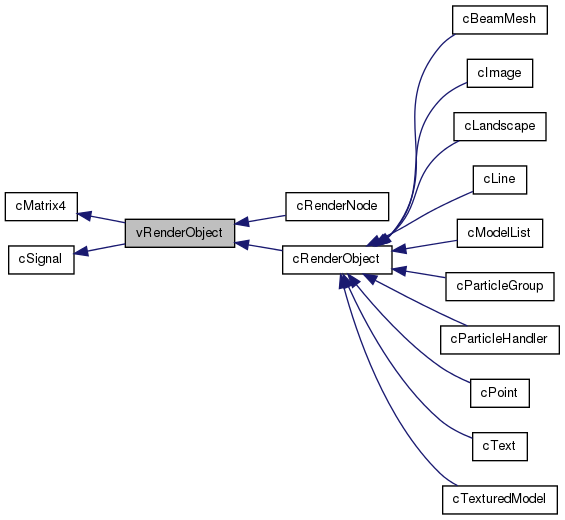 cBeamMesh
cImage
cLandscape
cLine
cMatrix4
cRenderNode
vRenderObject
cModelList
cSignal
cRenderObject
cParticleGroup
cParticleHandler
cPoint
cText
cTexturedModel